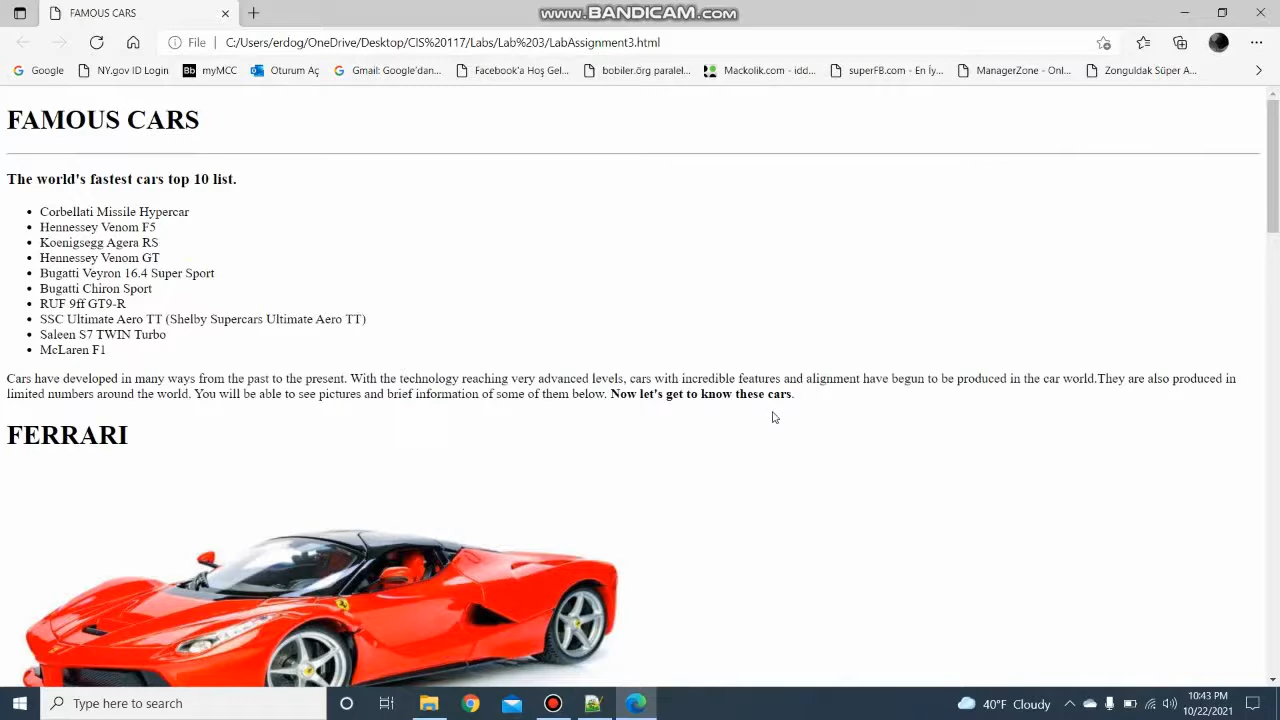 www.BANDICAM.com
FAMOUS CARS
File C:/Users/erdog/OneDrive/Desktop/CIS%20117/Labs/Lab%203/LabAssignment3.html
Google NY.gov ID Login Bb myMCC Oturum Aç Gmail: Google'dan... Facebook'a Hoş Gel... bobiler.örg paralel... Mackolik.com - idd... superFBcom - En İy... ManagerZone - Onl... Zonguldak Süper A...
FAMOUS CARS
The world's fastest cars top 10 list.
• Corbellati Missile Hypercar
• Hennessey Venom F5
• Koenigsegg Agera RS
• Hennessey Venom GT
• Bugatti Veyron 16.4 Super Sport
• Bugatti Chiron Sport
• RUF 9ff GT9-R
• SSC Ultimate Aero TT (Shelby Supercars Ultimate Aero TT)
• Saleen S7 TWIN Turbo
• McLaren F1
Cars have developed in many ways from the past to the present. With the technology reaching very advanced levels, cars with incredible features and alignment have begun to be produced in the car world.They are also produced in
limited numbers around the world. You will be able to see pictures and brief information of some of them below. Now let's get to know these cars.
FERRARI
Type here to search
40°F Cloudy
10:43 PM
10/22/2021